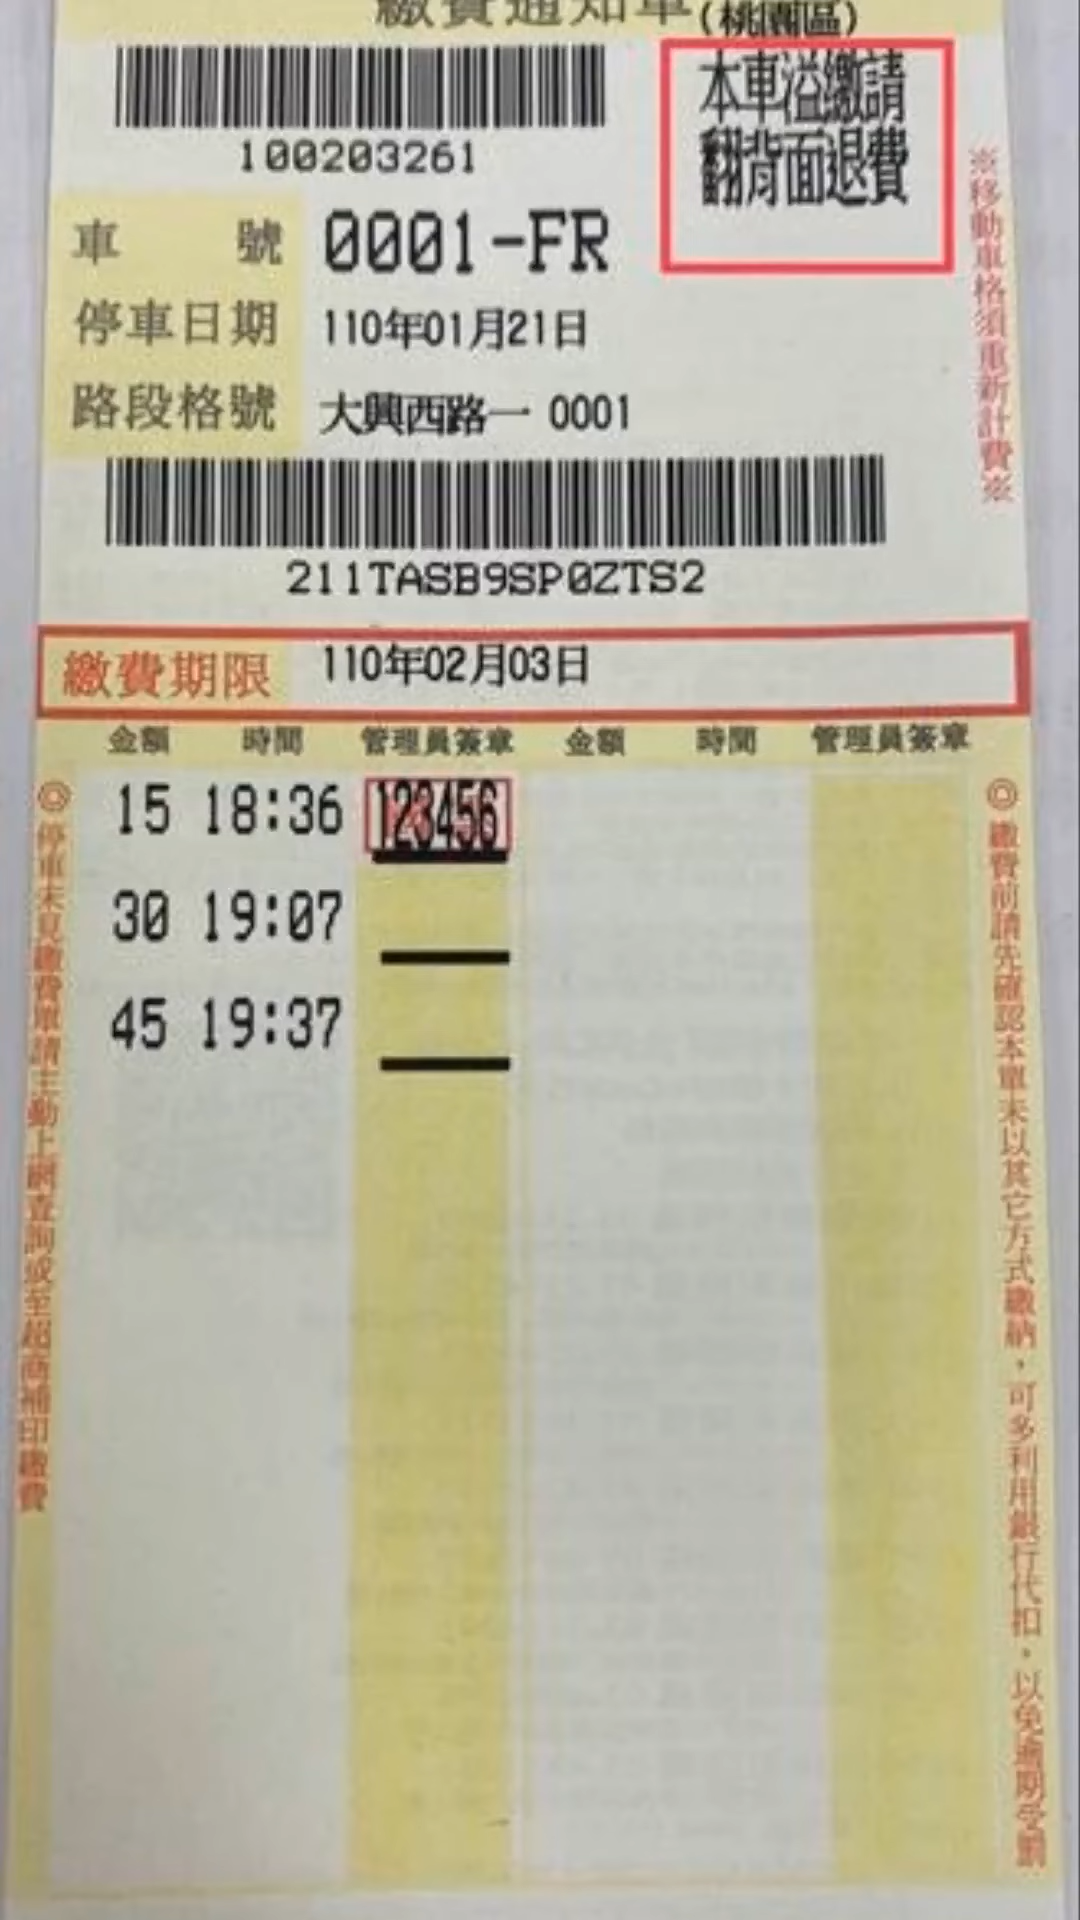 繳費通知單(桃園區)
本車溢繳請
翻背面退費
100203261
車號 0001-FR
停車日期 110年01月21日
路段格號 大興西路一 0001
※移動車格須重新計費※
211TASB9SP0ZTS2
繳費期限 110年02月03日
金額 時間 管理員簽章 金額 時間 管理員簽章
15 18:36 123456
30 19:07
45 19:37
◎停車未見繳費單請主動上網查詢或至超商補印繳費
◎繳費前請先確認本單未以其它方式繳納，可多利用銀行代扣，以免逾期受罰